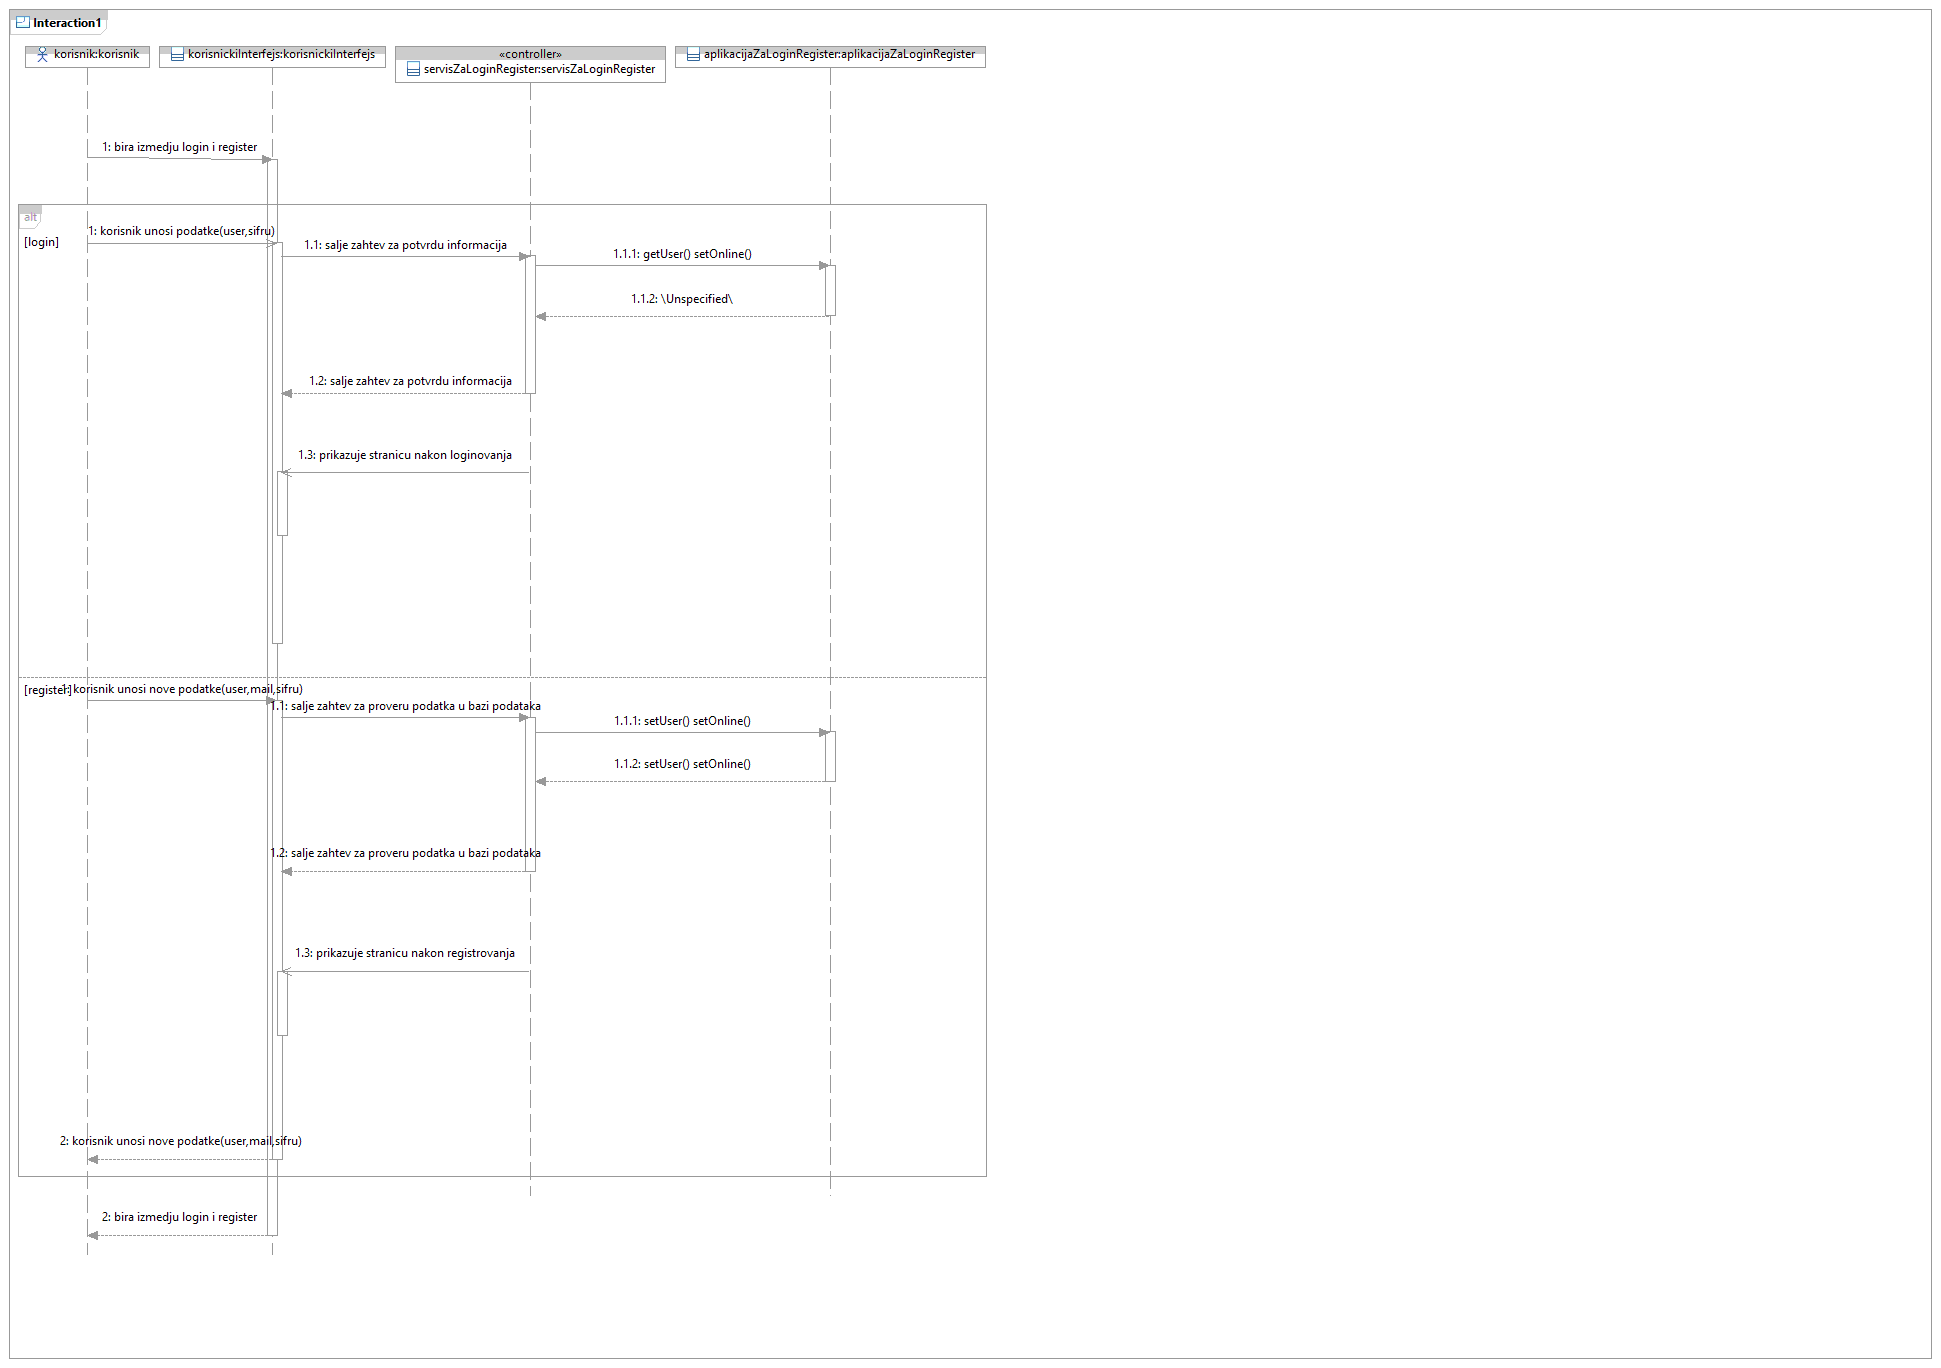 Interaction1
korisnik:korisnik
korisnickiInterfejs:korisnickiInterfejs
«controller»
servisZaLoginRegister:servisZaLoginRegister
aplikacijaZaLoginRegister:aplikacijaZaLoginRegister
1: bira izmedju login i register
alt
[login]
1: korisnik unosi podatke(user,sifru)
1.1: salje zahtev za potvrdu informacija
1.1.1: getUser() setOnline()
1.1.2: \Unspecified\
1.2: salje zahtev za potvrdu informacija
1.3: prikazuje stranicu nakon loginovanja
[register]
1: korisnik unosi nove podatke(user,mail,sifru)
1.1: salje zahtev za proveru podatka u bazi podataka
1.1.1: setUser() setOnline()
1.1.2: setUser() setOnline()
1.2: salje zahtev za proveru podatka u bazi podataka
1.3: prikazuje stranicu nakon registrovanja
2: korisnik unosi nove podatke(user,mail,sifru)
2: bira izmedju login i register